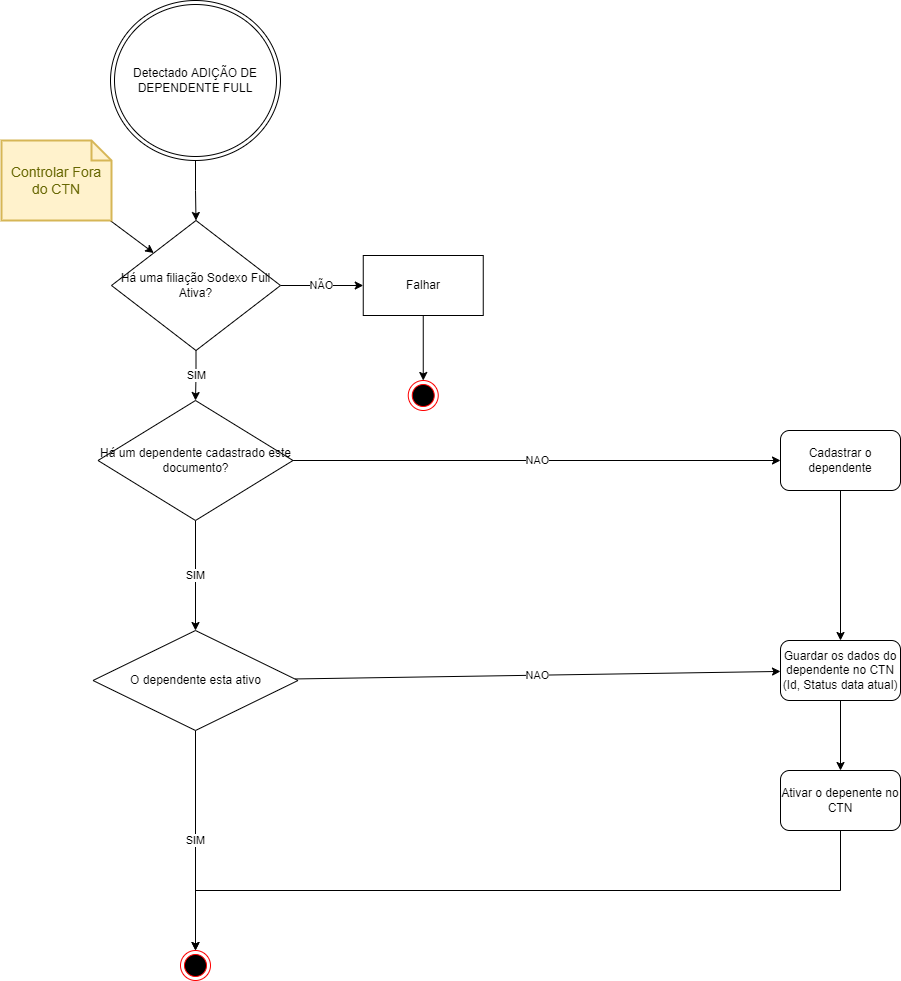 Detectado ADIÇÃO DE
DEPENDENTE FULL
Controlar Fora
do CTN
Há uma filiação Sodexo Full
Ativa?
NÃO
Falhar
SIM
Há um dependente cadastrado este
documento?
NAO
Cadastrar o
dependente
SIM
O dependente esta ativo
NAO
Guardar os dados do
dependente no CTN
(Id, Status data atual)
Ativar o depenente no
CTN
SIM